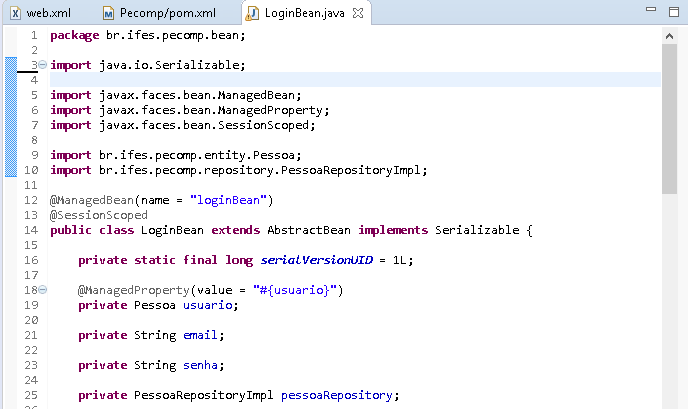 web.xml Pecomp/pom.xml LoginBean.java
1 package br.ifes.pecomp.bean;
2
3 import java.io.Serializable;
4
5 import javax.faces.bean.ManagedBean;
6 import javax.faces.bean.ManagedProperty;
7 import javax.faces.bean.SessionScoped;
8
9 import br.ifes.pecomp.entity.Pessoa;
10 import br.ifes.pecomp.repository.PessoaRepositoryImpl;
11
12 @ManagedBean(name = "loginBean")
13 @SessionScoped
14 public class LoginBean extends AbstractBean implements Serializable {
15
16 private static final long serialVersionUID = 1L;
17
18 @ManagedProperty(value = "#{usuario}")
19 private Pessoa usuario;
20
21 private String email;
22
23 private String senha;
24
25 private PessoaRepositoryImpl pessoaRepository;
26